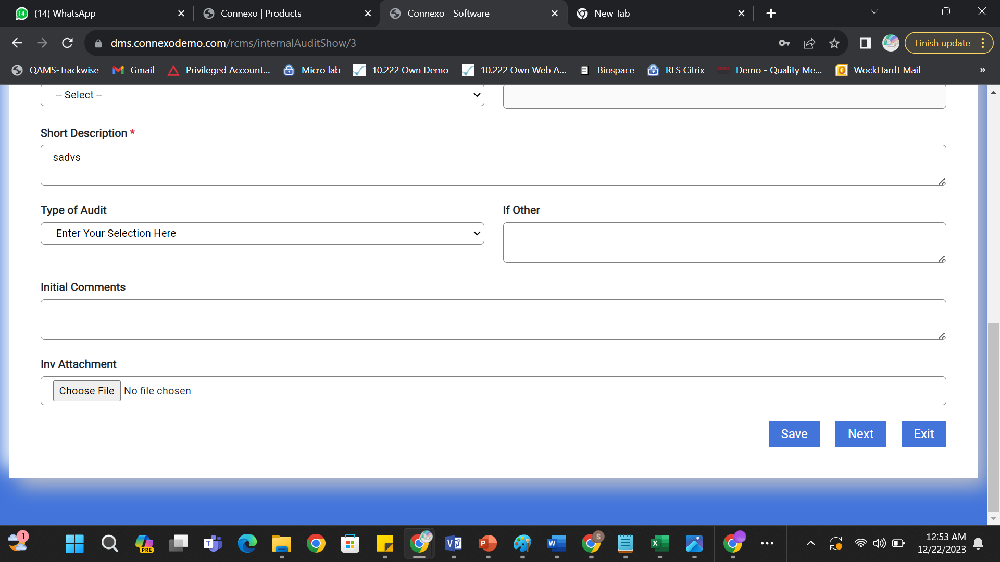 (14) WhatsApp
Connexo | Products
Connexo - Software
New Tab
dms.connexodemo.com/rcms/internalAuditShow/3
Finish update
QAMS-Trackwise
Gmail
Privileged Account...
Micro lab
10.222 Own Demo
10.222 Own Web A...
Biospace
RLS Citrix
Demo - Quality Me...
WockHardt Mail
»
-- Select --
Short Description *
sadvs
Type of Audit
If Other
Enter Your Selection Here
Initial Comments
Inv Attachment
Choose File No file chosen
Save
Next
Exit
1
PRE
S
12:53 AM
12/22/2023